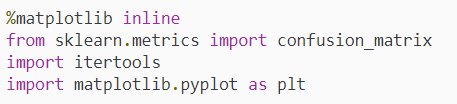 %matplotlib inline
from sklearn.metrics import confusion_matrix
import itertools
import matplotlib.pyplot as plt